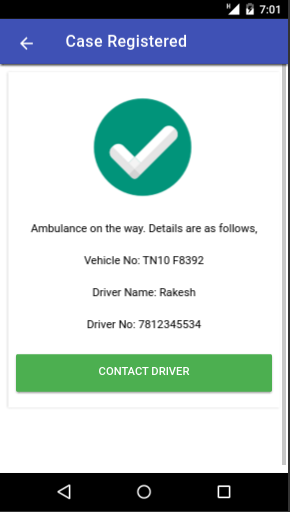 7:01
Case Registered
Ambulance on the way. Details are as follows,
Vehicle No: TN10 F8392
Driver Name: Rakesh
Driver No: 7812345534
CONTACT DRIVER